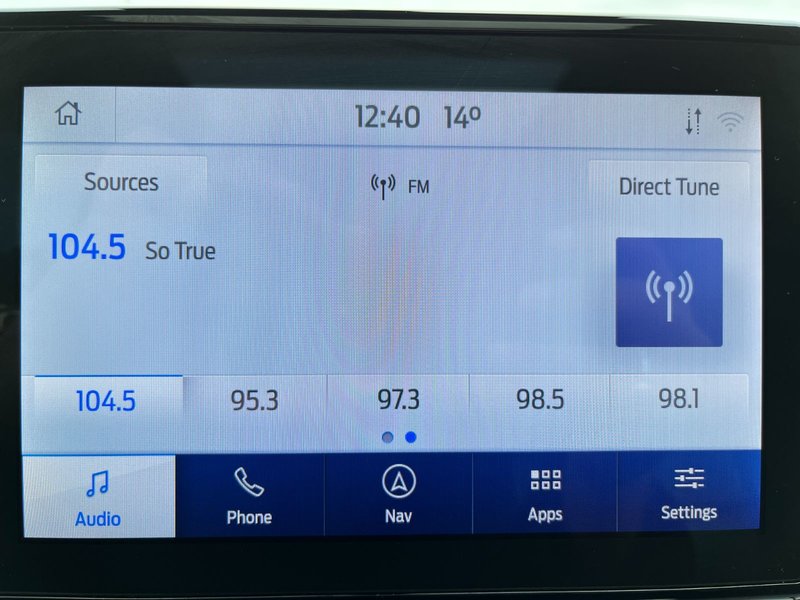 12:40 14º
Sources
FM
Direct Tune
104.5 So True
104.5 95.3 97.3 98.5 98.1
Audio Phone Nav Apps Settings